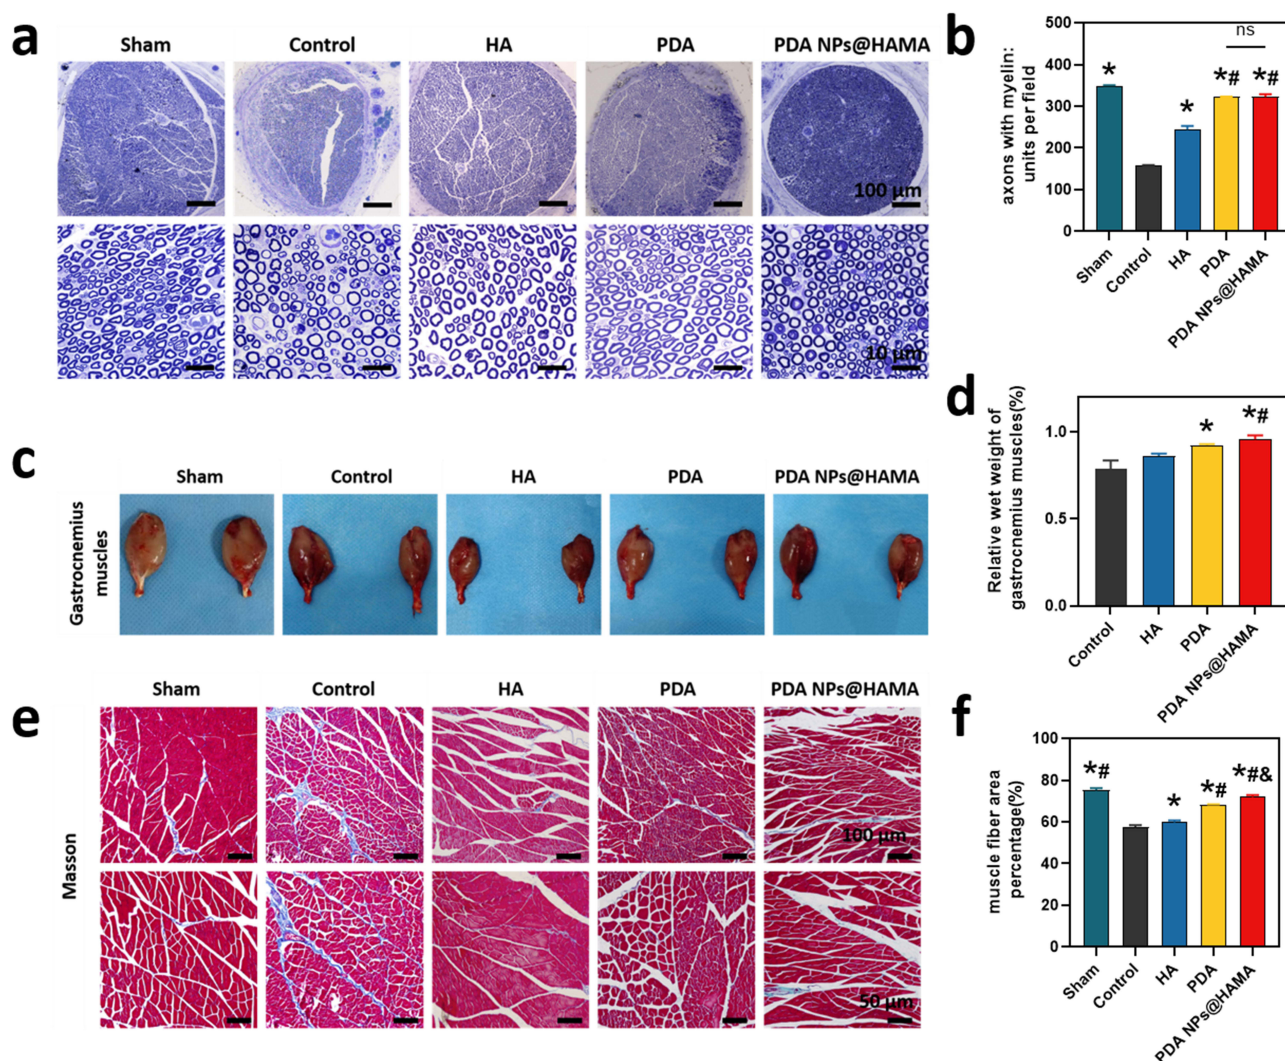 a
Sham
Control
HA
PDA
PDA NPs@HAMA
100 μm
10 μm
b
axons with myelin:
units per field
500
400
300
200
100
0
*
*
*#
*#
ns
Sham
Control
HA
PDA
PDA NPs@HAMA
c
Sham
Control
HA
PDA
PDA NPs@HAMA
Gastrocnemius
muscles
d
Relative wet weight of
gastrocnemius muscles(%)
1.0
0.5
0.0
*
*#
Control
HA
PDA
PDA NPs@HAMA
e
Sham
Control
HA
PDA
PDA NPs@HAMA
Masson
100 μm
50 μm
f
muscle fiber area
percentage(%)
100
80
60
40
20
0
*#
*
*#
*#&
Sham
Control
HA
PDA
PDA NPs@HAMA